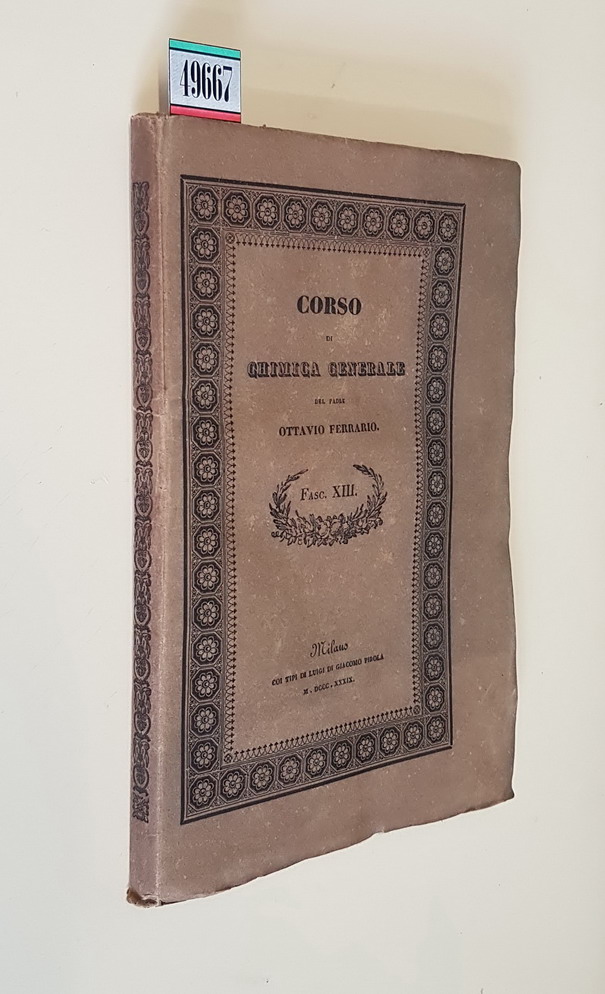 49667
CORSO
DI
CHIMICA GENERALE
DEL PADRE
OTTAVIO FERRARIO.
FASC. XIII.
Milano
COI TIPI DI LUIGI DI GIACOMO PIROLA
M. DCCC. XXXIX.